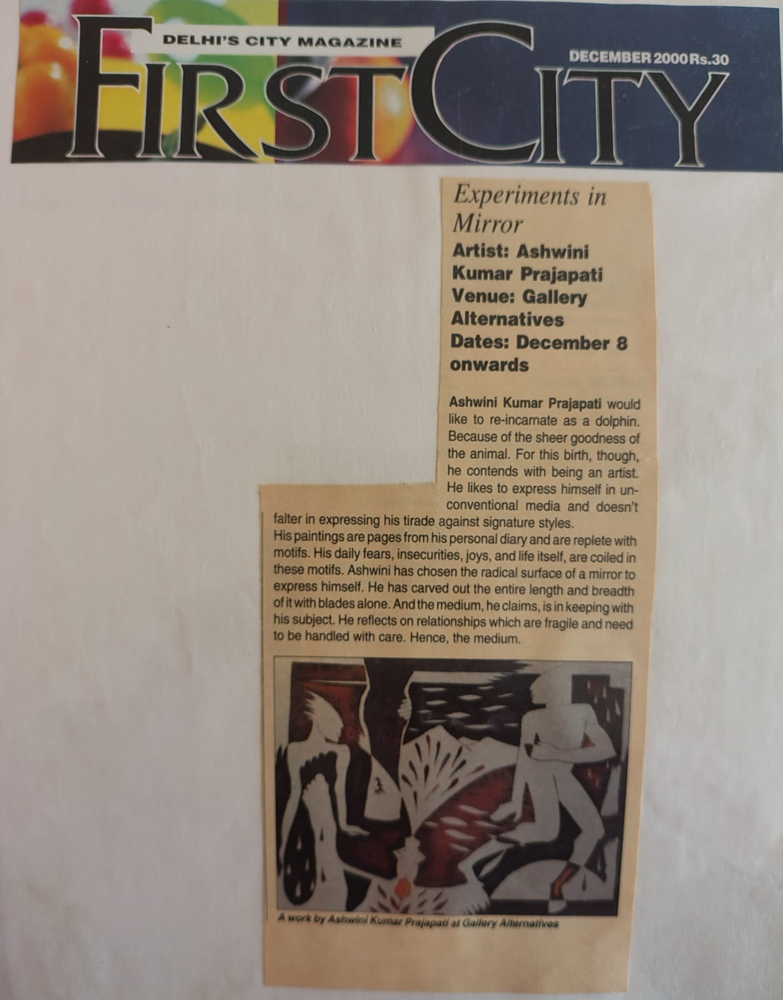 DELHI'S CITY MAGAZINE
DECEMBER 2000 Rs.30
FIRST CITY
Experiments in
Mirror
Artist: Ashwini
Kumar Prajapati
Venue: Gallery
Alternatives
Dates: December 8
onwards
Ashwini Kumar Prajapati would
like to re-incarnate as a dolphin.
Because of the sheer goodness of
the animal. For this birth, though,
he contends with being an artist.
He likes to express himself in un-
conventional media and doesn't
falter in expressing his tirade against signature styles.
His paintings are pages from his personal diary and are replete with
motifs. His daily fears, insecurities, joys, and life itself, are coiled in
these motifs. Ashwini has chosen the radical surface of a mirror to
express himself. He has carved out the entire length and breadth
of it with blades alone. And the medium, he claims, is in keeping with
his subject. He reflects on relationships which are fragile and need
to be handled with care. Hence, the medium.
A work by Ashwini Kumar Prajapati at Gallery Alternatives